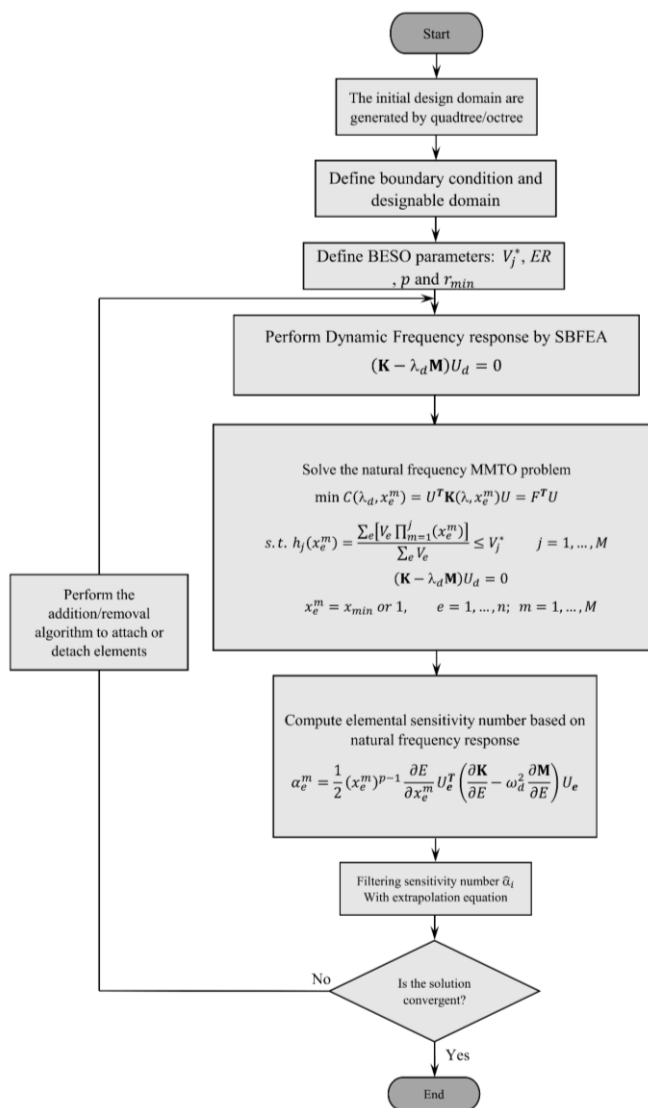 Start
The initial design domain are
generated by quadtree/octree
Define boundary condition and
designable domain
Define BESO parameters: V_j^*, ER
, p and r_min
Perform Dynamic Frequency response by SBFEA
(K − λ_d M)U_d = 0
Solve the natural frequency MMTO problem
min C(λ_d, x_e^m) = U^T K(λ, x_e^m)U = F^T U
s.t. h_j(x_e^m) = ∑_e[V_e ∏_{m=1}^j (x_e^m)] / ∑_e V_e ≤ V_j^* j = 1, … , M
(K − λ_d M)U_d = 0
x_e^m = x_min or 1, e = 1, … , n; m = 1, … , M
Perform the
addition/removal
algorithm to attach or
detach elements
Compute elemental sensitivity number based on
natural frequency response
α_e^m = 1/2 (x_e^m)^{p−1} ∂E/∂x_e^m U_e^T (∂K/∂E − ω_d^2 ∂M/∂E) U_e
Filtering sensitivity number α̂_i
With extrapolation equation
No
Is the solution
convergent?
Yes
End